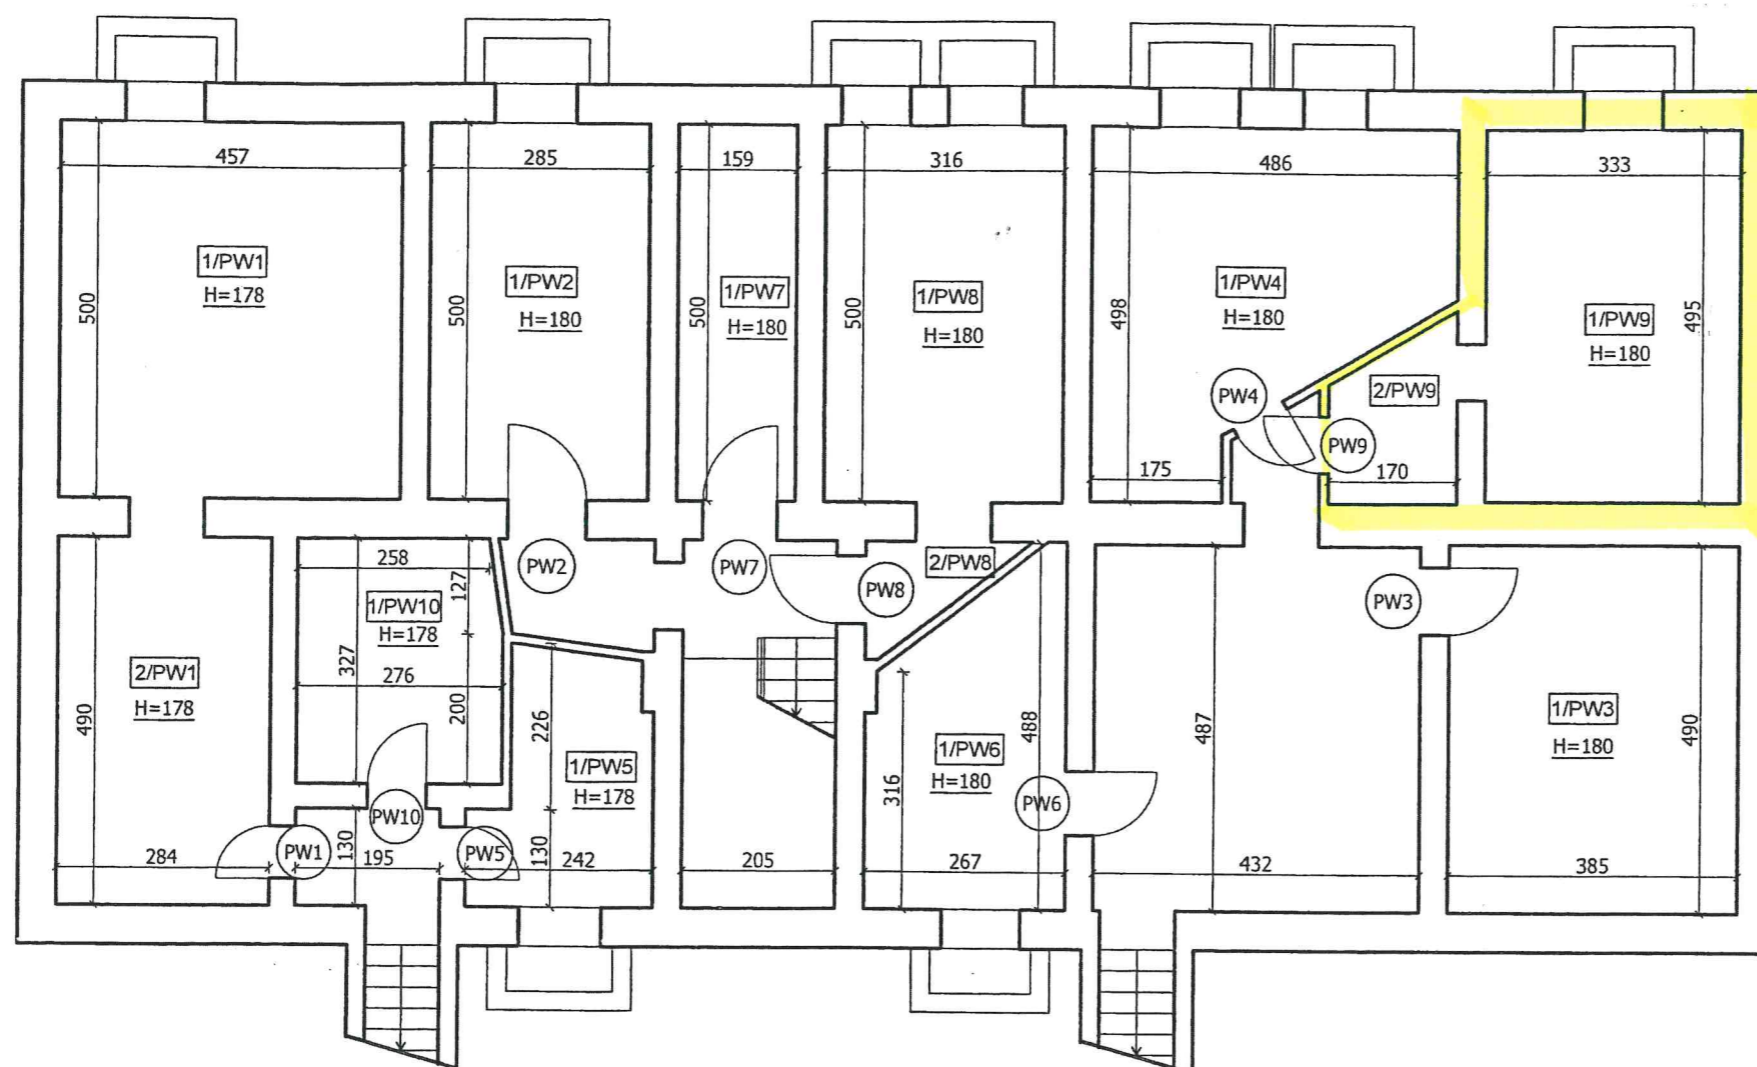 457
285
159
316
486
333
1/PW1
H=178
500
1/PW2
H=180
500
1/PW7
H=180
500
1/PW8
H=180
500
1/PW4
H=180
498
1/PW9
H=180
495
2/PW9
PW4
PW9
175
170
258
127
1/PW10
H=178
327
276
200
PW2
PW7
PW8
2/PW8
PW3
2/PW1
H=178
490
226
1/PW5
H=178
488
1/PW6
H=180
316
487
1/PW3
H=180
490
PW10
PW6
PW1
130
195
PW5
130
284
242
205
267
432
385